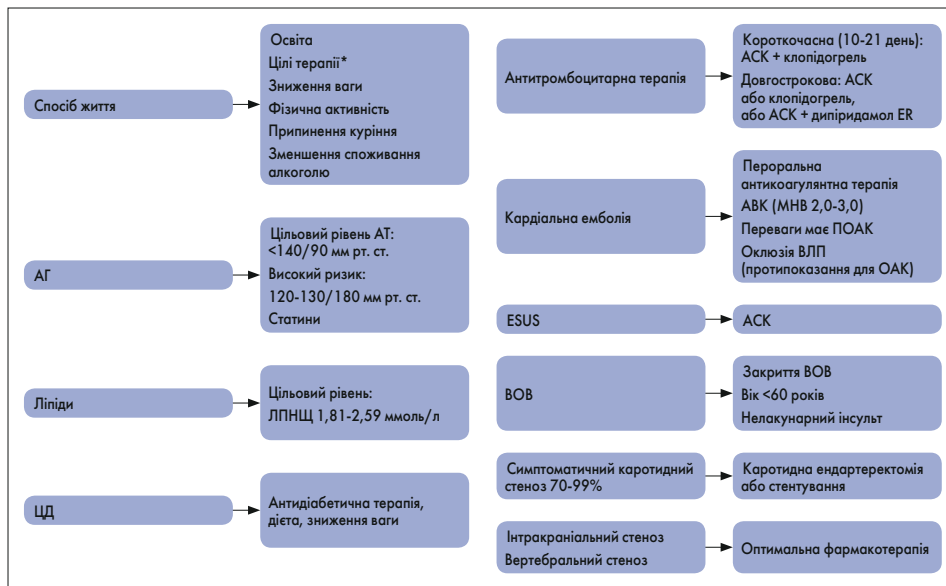 Спосіб життя
Освіта
Цілі терапії*
Зниження ваги
Фізична активність
Припинення куріння
Зменшення споживання
алкоголю
АГ
Цільовий рівень АТ:
<140/90 мм рт. ст.
Високий ризик:
120-130/180 мм рт. ст.
Статини
Ліпіди
Цільовий рівень:
ЛПНЩ 1,81-2,59 ммоль/л
ЦД
Антидіабетична терапія,
дієта, зниження ваги
Антитромбоцитарна терапія
Короткочасна (10-21 день):
АСК + клопідогрель
Довгострокова: АСК
або клопідогрель,
або АСК + дипіридамол ER
Кардіальна емболія
Пероральна
антикоагулянтна терапія
АВК (МНВ 2,0-3,0)
Переваги має ПОАК
Оклюзія ВЛП
(протипоказання для ОАК)
ESUS
АСК
ВОВ
Закриття ВОВ
Вік <60 років
Нелакунарний інсульт
Симптоматичний каротидний
стеноз 70-99%
Каротидна ендартеректомія
або стентування
Інтракраніальний стеноз
Вертебральний стеноз
Оптимальна фармакотерапія